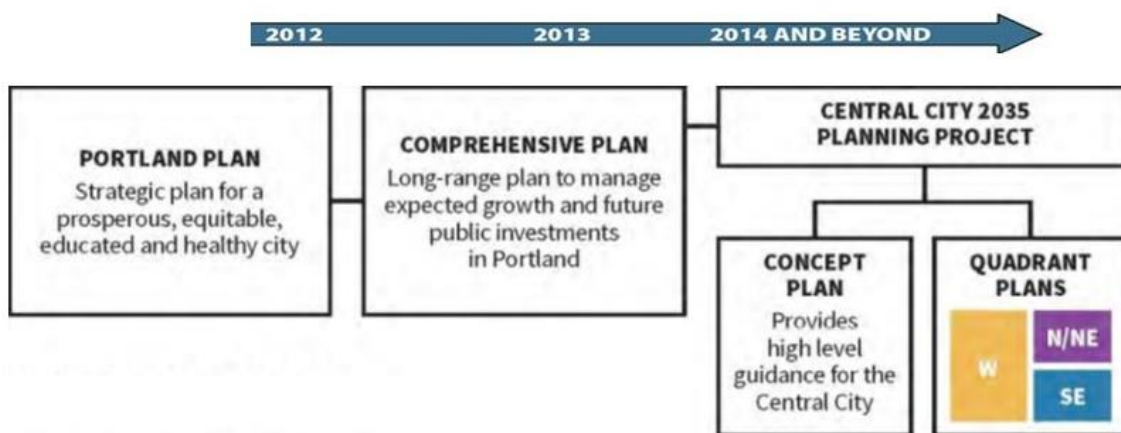 2012 2013 2014 AND BEYOND
PORTLAND PLAN
Strategic plan for a
prosperous, equitable,
educated and healthy city
COMPREHENSIVE PLAN
Long-range plan to manage
expected growth and future
public investments
in Portland
CENTRAL CITY 2035
PLANNING PROJECT
CONCEPT
PLAN
Provides
high level
guidance for the
Central City
QUADRANT
PLANS
W
N/NE
SE